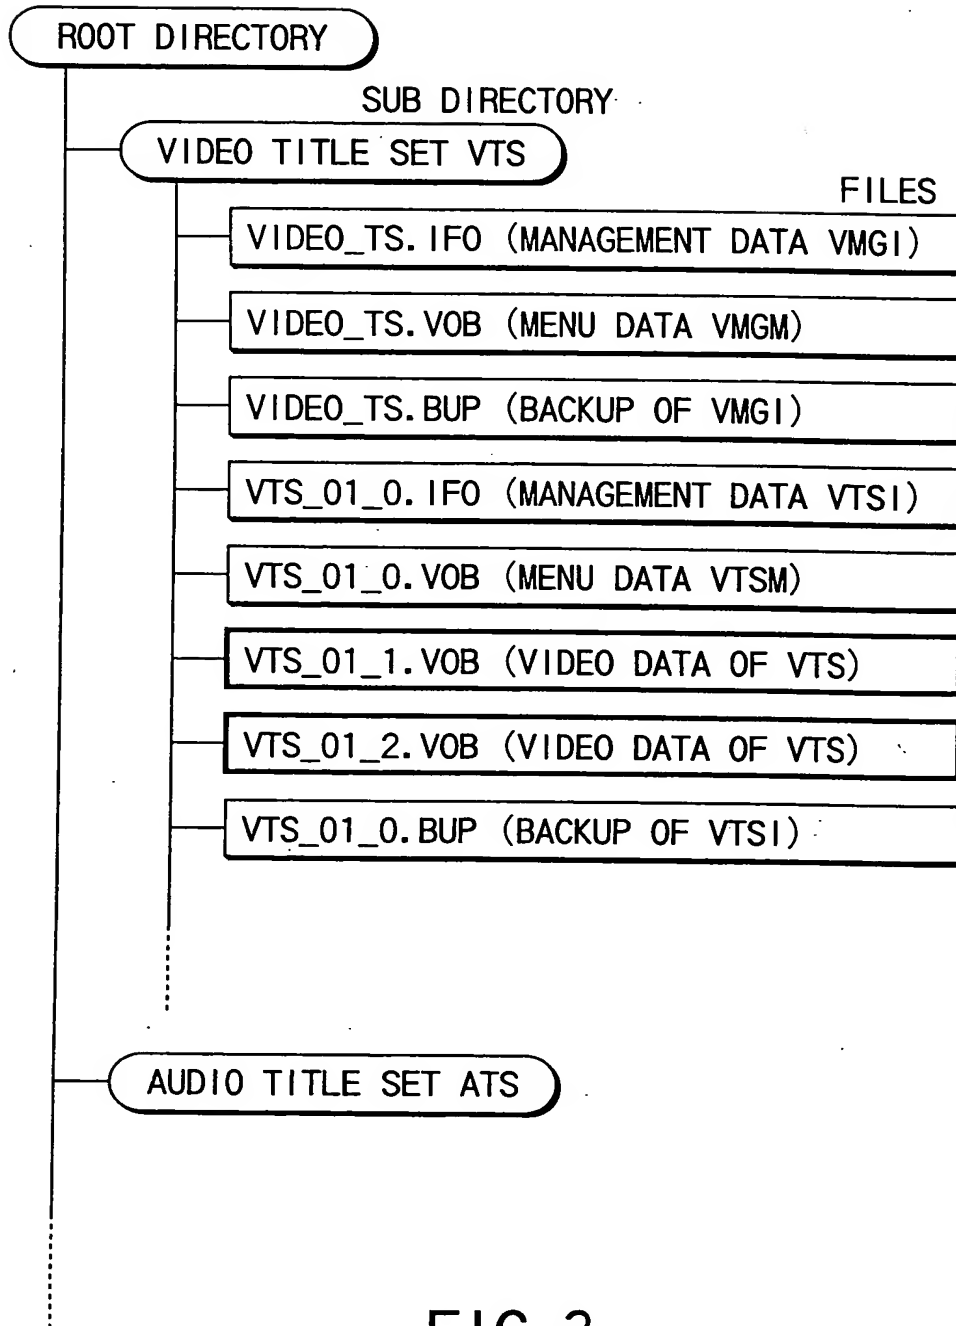 ROOT DIRECTORY
SUB DIRECTORY
VIDEO TITLE SET VTS
FILES
VIDEO_TS.IFO (MANAGEMENT DATA VMGI)
VIDEO_TS.VOB (MENU DATA VMGM)
VIDEO_TS.BUP (BACKUP OF VMGI)
VTS_01_0.IFO (MANAGEMENT DATA VTSI)
VTS_01_0.VOB (MENU DATA VTSM)
VTS_01_1.VOB (VIDEO DATA OF VTS)
VTS_01_2.VOB (VIDEO DATA OF VTS)
VTS_01_0.BUP (BACKUP OF VTSI)
AUDIO TITLE SET ATS